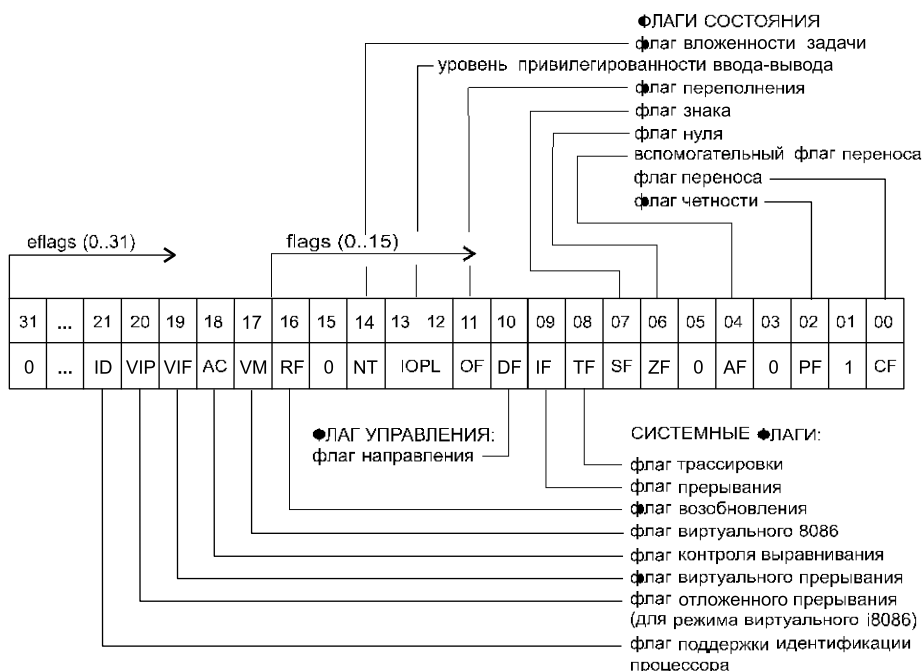 ФЛАГИ СОСТОЯНИЯ
флаг вложенности задачи
уровень привилегированности ввода-вывода
флаг переполнения
флаг знака
флаг нуля
вспомогательный флаг переноса
флаг переноса
флаг четности
eflags (0..31)
flags (0..15)
31 ... 21 20 19 18 17 16 15 14 13 12 11 10 09 08 07 06 05 04 03 02 01 00
0 ... ID VIP VIF AC VM RF 0 NT IOPL OF DF IF TF SF ZF 0 AF 0 PF 1 CF
ФЛАГ УПРАВЛЕНИЯ:
флаг направления
СИСТЕМНЫЕ ФЛАГИ:
флаг трассировки
флаг прерывания
флаг возобновления
флаг виртуального 8086
флаг контроля выравнивания
флаг виртуального прерывания
флаг отложенного прерывания
(для режима виртуального i8086)
флаг поддержки идентификации
процессора